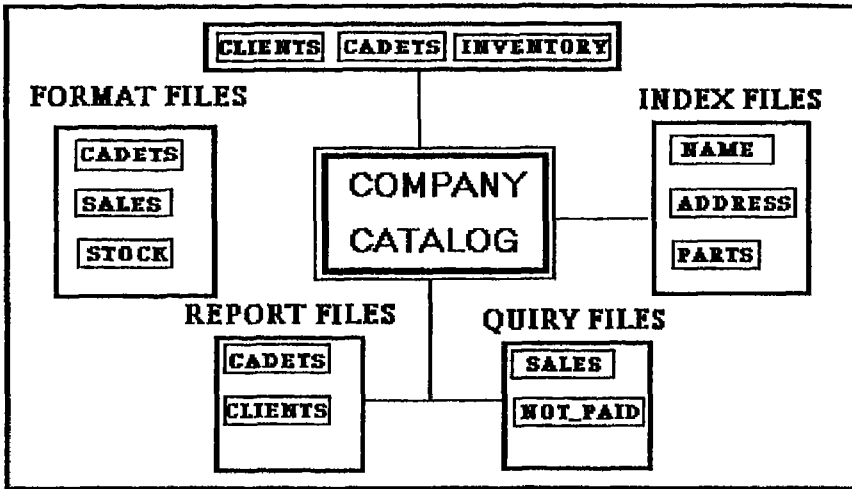 CLIENTS CADETS INVENTORY
FORMAT FILES
CADETS
SALES
STOCK
COMPANY
CATALOG
INDEX FILES
NAME
ADDRESS
PARTS
REPORT FILES
CADETS
CLIENTS
QUIRY FILES
SALES
NOT_PAID